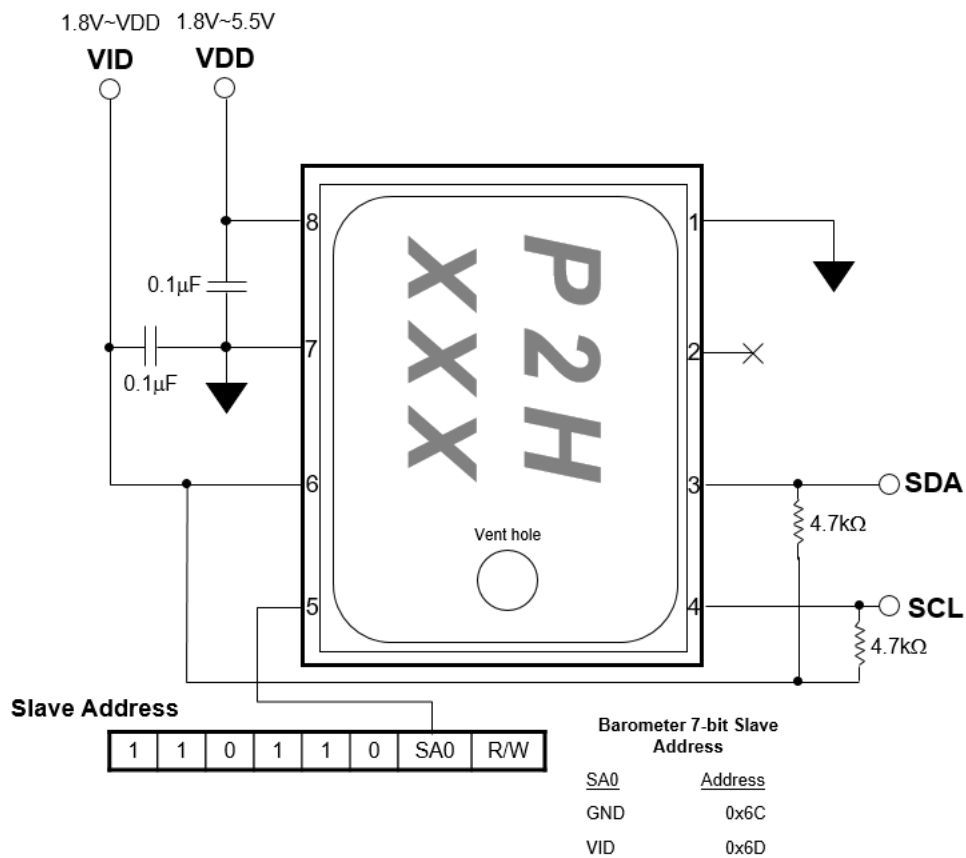 1.8V~VDD 1.8V~5.5V
VID VDD
8
1
0.1µF
7
2
0.1µF
P2H
XXX
6
3
SDA
4.7kΩ
Vent hole
5
4
SCL
4.7kΩ
Slave Address
1 1 0 1 1 0 SA0 R/W
Barometer 7-bit Slave
Address
SA0 Address
GND 0x6C
VID 0x6D